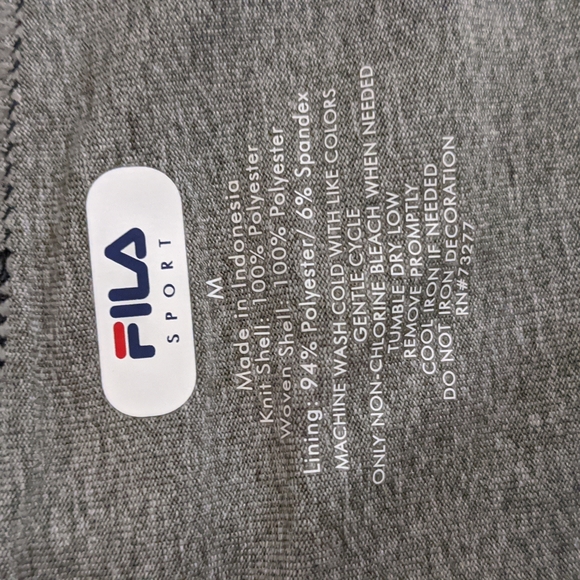 FILA
SPORT
M
Made in Indonesia
Knit Shell: 100% Polyester
Woven Shell: 100% Polyester
Lining: 94% Polyester/ 6% Spandex
MACHINE WASH COLD WITH LIKE COLORS
GENTLE CYCLE
ONLY NON-CHLORINE BLEACH WHEN NEEDED
TUMBLE DRY LOW
REMOVE PROMPTLY
COOL IRON IF NEEDED
DO NOT IRON DECORATION
RN#73277